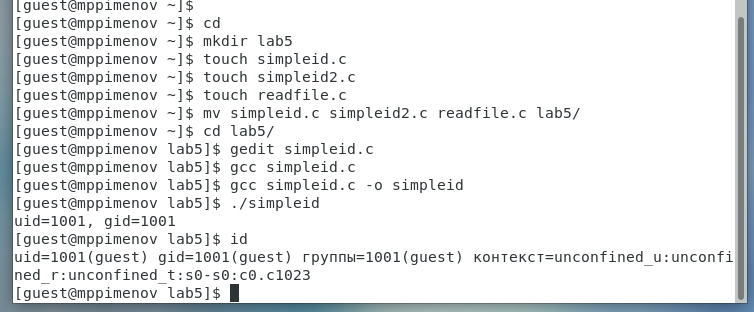 [guest@mppimenov ~]$
[guest@mppimenov ~]$ cd
[guest@mppimenov ~]$ mkdir lab5
[guest@mppimenov ~]$ touch simpleid.c
[guest@mppimenov ~]$ touch simpleid2.c
[guest@mppimenov ~]$ touch readfile.c
[guest@mppimenov ~]$ mv simpleid.c simpleid2.c readfile.c lab5/
[guest@mppimenov ~]$ cd lab5/
[guest@mppimenov lab5]$ gedit simpleid.c
[guest@mppimenov lab5]$ gcc simpleid.c
[guest@mppimenov lab5]$ gcc simpleid.c -o simpleid
[guest@mppimenov lab5]$ ./simpleid
uid=1001, gid=1001
[guest@mppimenov lab5]$ id
uid=1001(guest) gid=1001(guest) группы=1001(guest) контекст=unconfined_u:unconfi
ned_r:unconfined_t:s0-s0:c0.c1023
[guest@mppimenov lab5]$